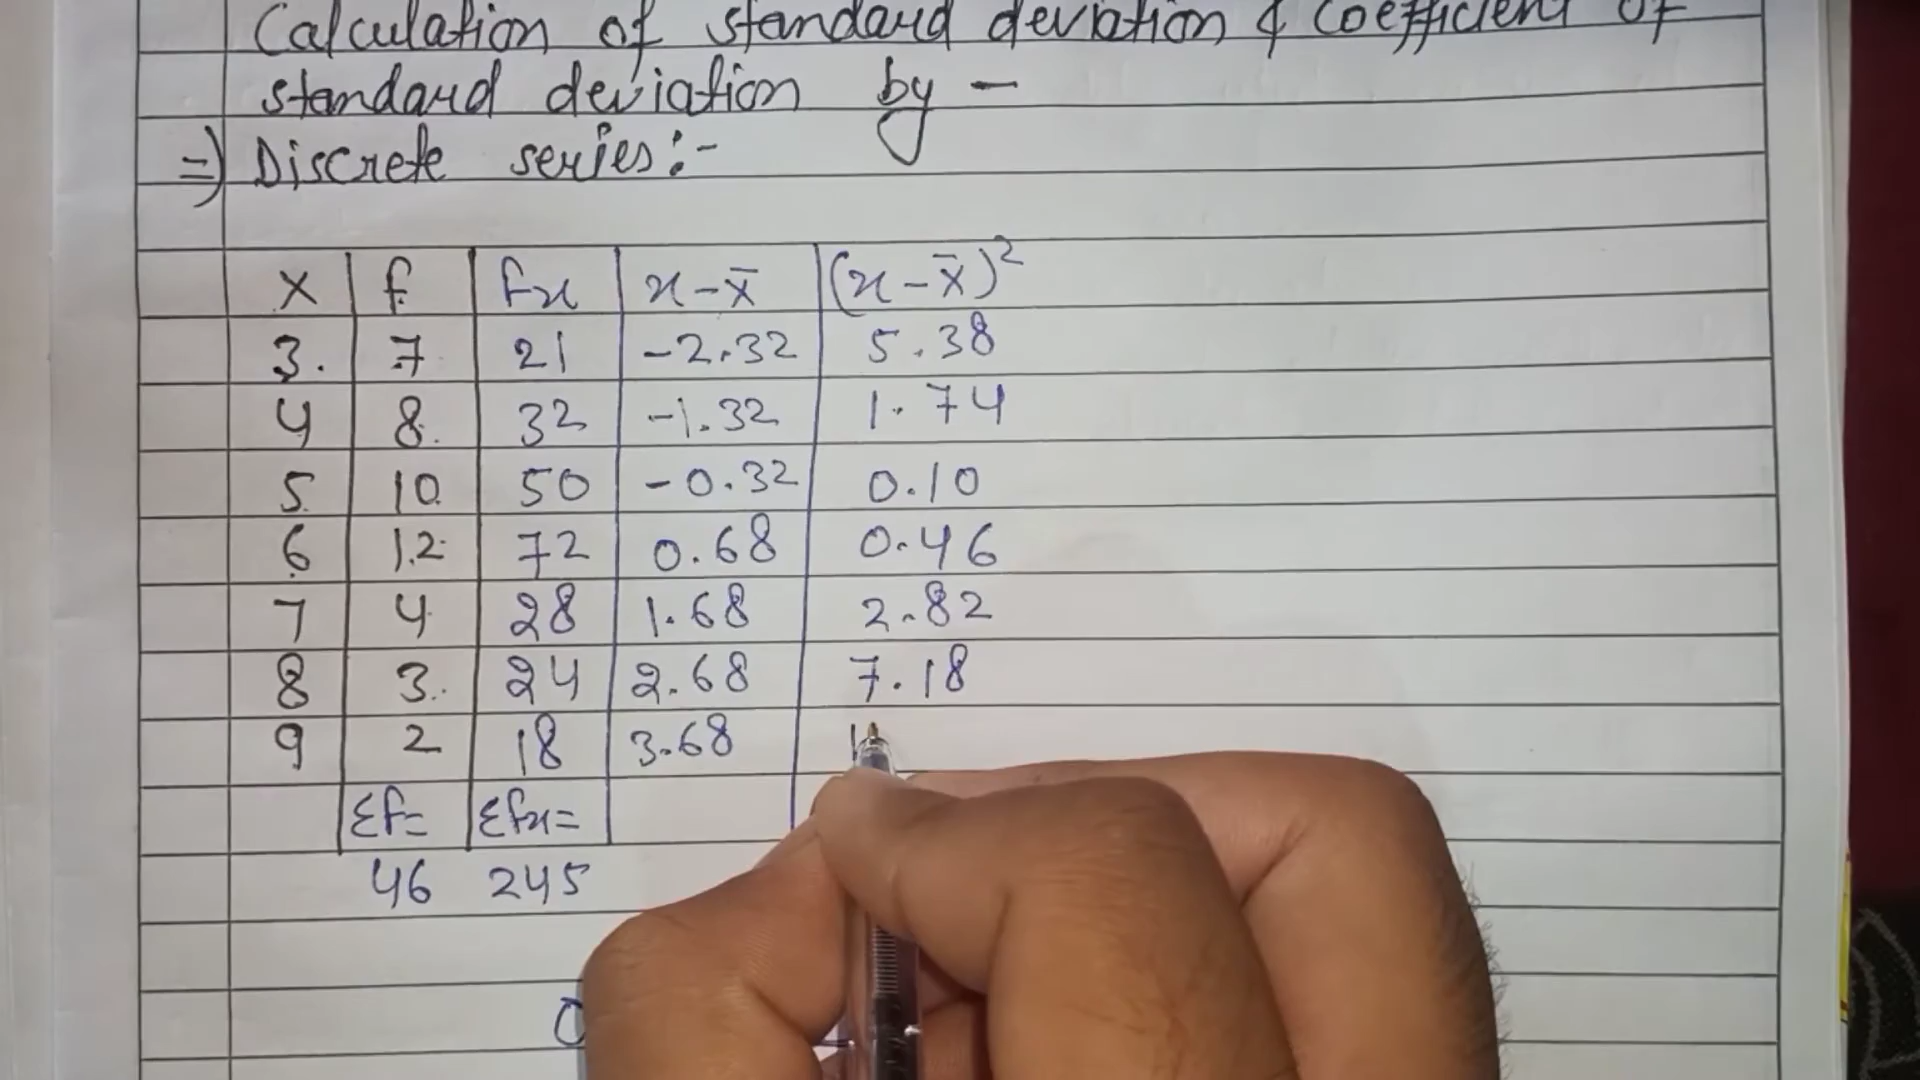 Calculation of standard deviation & Coefficient of
standard deviation by -
=) Discrete series:-
X f fx x-x̄ (x-x̄)²
3. 7 21 -2.32 5.38
4 8 32 -1.32 1.74
5 10 50 -0.32 0.10
6 12 72 0.68 0.46
7 4 28 1.68 2.82
8 3 24 2.68 7.18
9 2 18 3.68 1
Σf= Σfx=
46 245